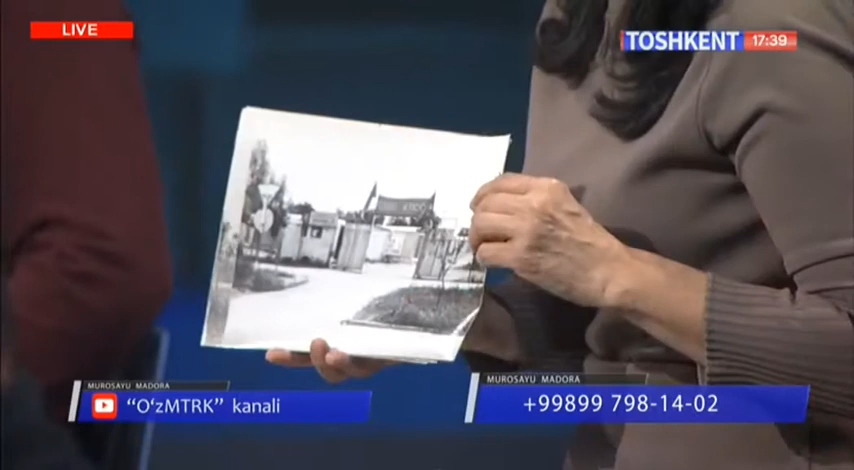 LIVE
TOSHKENT 17:39
MUROSAYU MADORA
"O'zMTRK" kanali
MUROSAYU MADORA
+99899 798-14-02